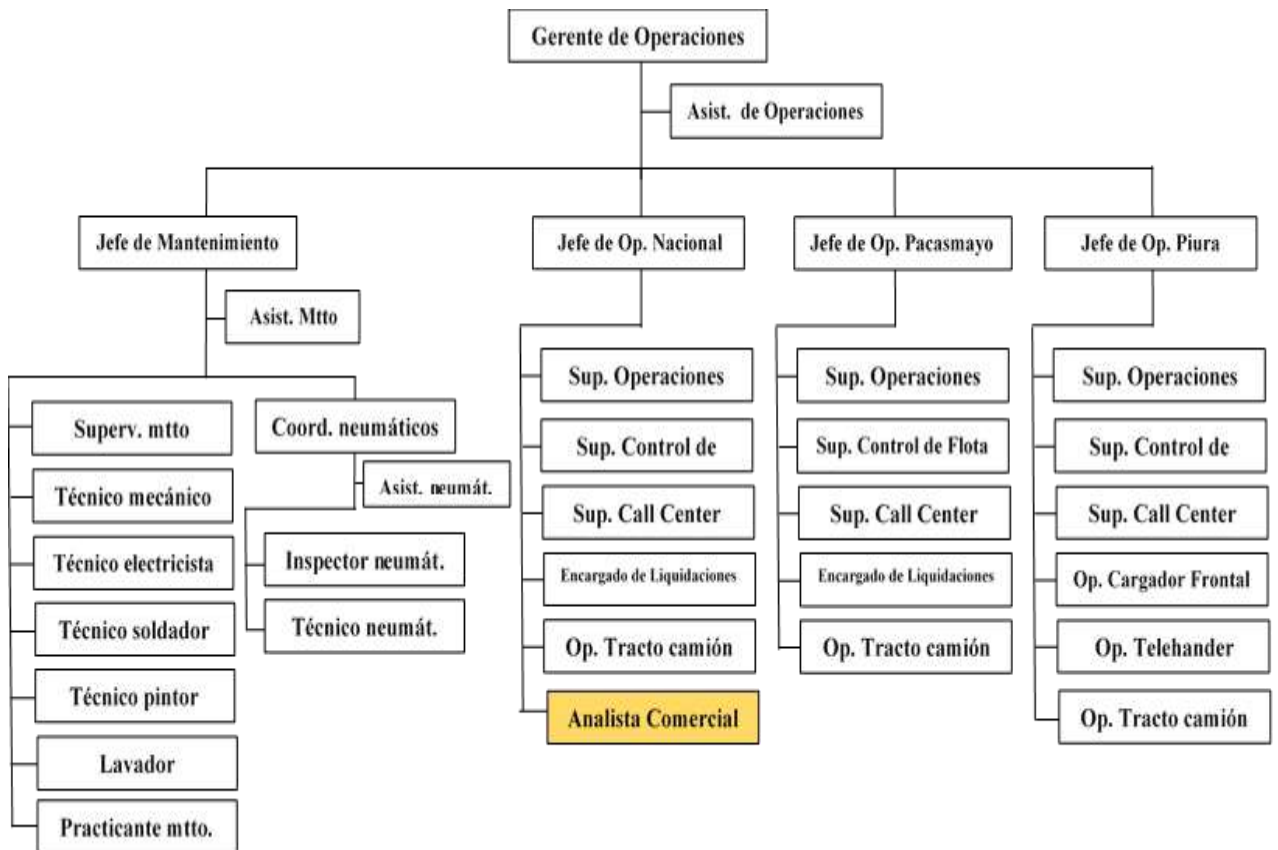 Gerente de Operaciones
Asist. de Operaciones
Jefe de Mantenimiento
Jefe de Op. Nacional
Jefe de Op. Pacasmayo
Jefe de Op. Piura
Asist. Mtto
Superv. mtto
Técnico mecánico
Técnico electricista
Técnico soldador
Técnico pintor
Lavador
Practicante mtto.
Coord. neumáticos
Asist. neumát.
Inspector neumát.
Técnico neumát.
Sup. Operaciones
Sup. Control de
Sup. Call Center
Encargado de Liquidaciones
Op. Tracto camión
Analista Comercial
Sup. Operaciones
Sup. Control de Flota
Sup. Call Center
Encargado de Liquidaciones
Op. Tracto camión
Sup. Operaciones
Sup. Control de
Sup. Call Center
Op. Cargador Frontal
Op. Telehander
Op. Tracto camión